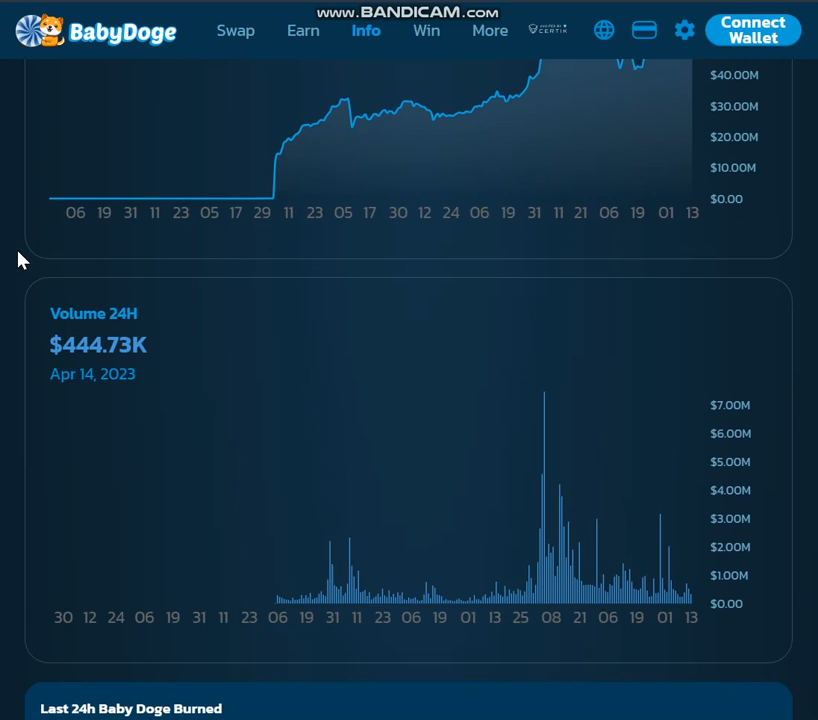 www.BANDICAM.com
BabyDoge Swap Earn Info Win More AUDITED BY CERTIK Connect Wallet
$40.00M
$30.00M
$20.00M
$10.00M
$0.00
06 19 31 11 23 05 17 29 11 23 05 17 30 12 24 06 19 31 11 21 06 19 01 13
Volume 24H
$444.73K
Apr 14, 2023
$7.00M
$6.00M
$5.00M
$4.00M
$3.00M
$2.00M
$1.00M
$0.00
30 12 24 06 19 31 11 23 06 19 31 11 23 06 19 01 13 25 08 21 06 19 01 13
Last 24h Baby Doge Burned